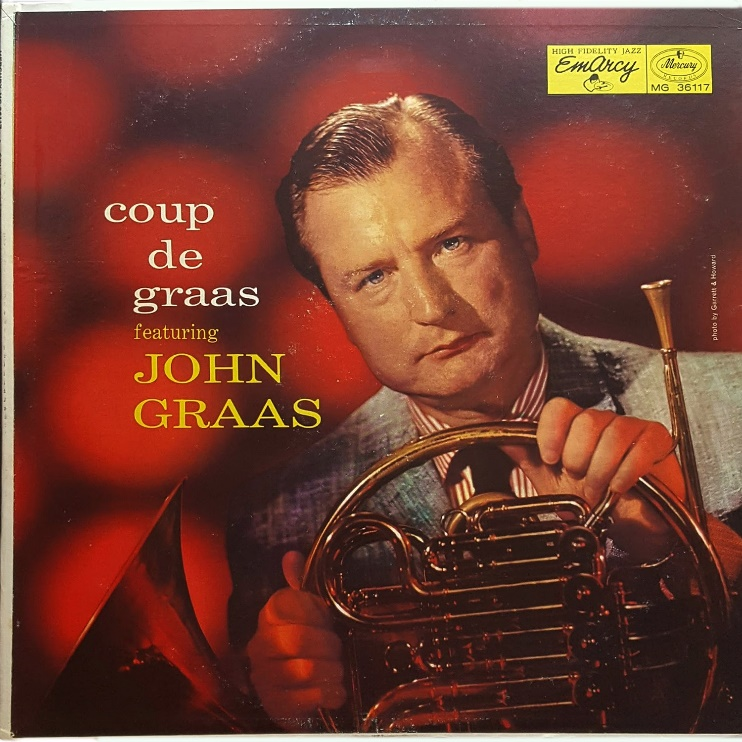 HIGH FIDELITY JAZZ
EmArcy
Mercury
RECORDS
MG 36117
coup
de
graas
featuring
JOHN
GRAAS
photo by Garrett & Howard